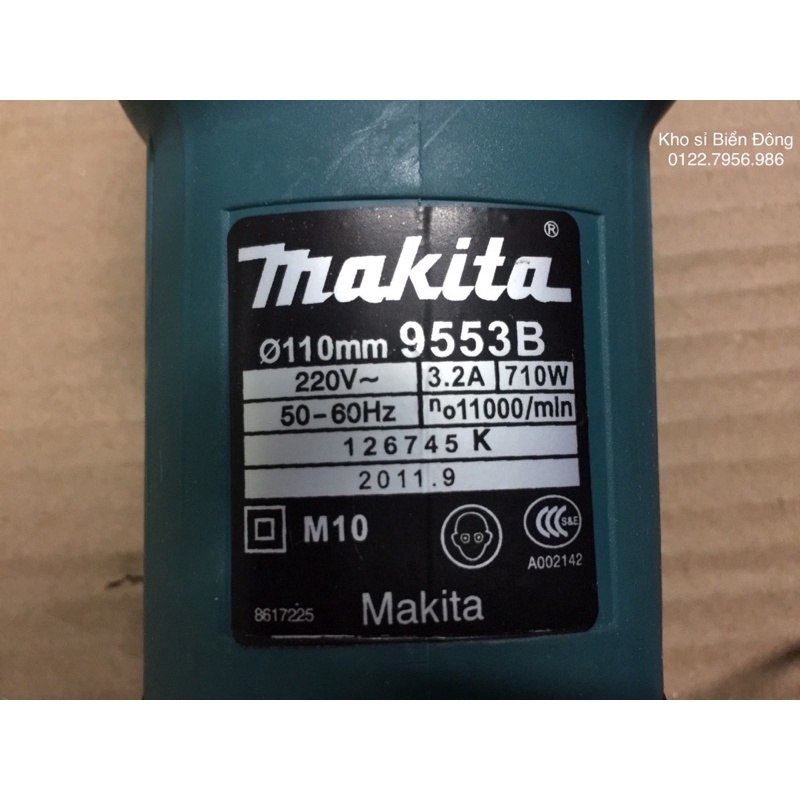 Kho sỉ Biển Đông
0122.7956.986
makita®
Ø110mm 9553B
220V~ 3.2A 710W
50-60Hz no11000/min
126745 K
2011.9
M10
S&E
A002142
8617225 Makita